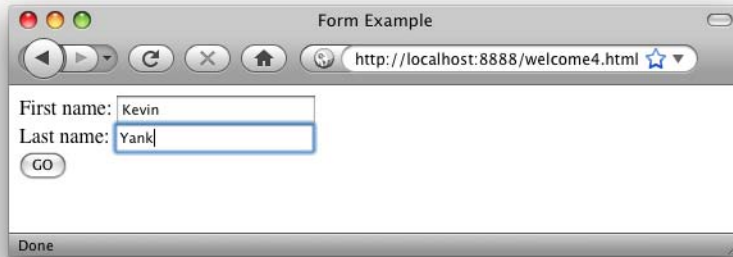 Form Example
http://localhost:8888/welcome4.html
First name: Kevin
Last name: Yank
GO
Done